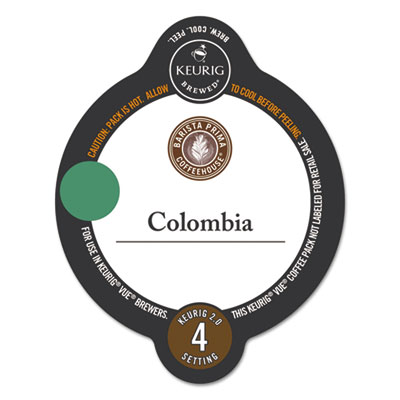 BREW. COOL. PEEL.
KEURIG
BREWED®
CAUTION: PACK IS HOT. ALLOW TO COOL BEFORE PEELING.
BARISTA PRIMA
COFFEEHOUSE®
Colombia
FOR USE IN KEURIG® VUE® BREWERS.
THIS KEURIG® VUE® COFFEE PACK NOT LABELED FOR RETAIL SALE.
KEURIG 2.0
4
SETTING